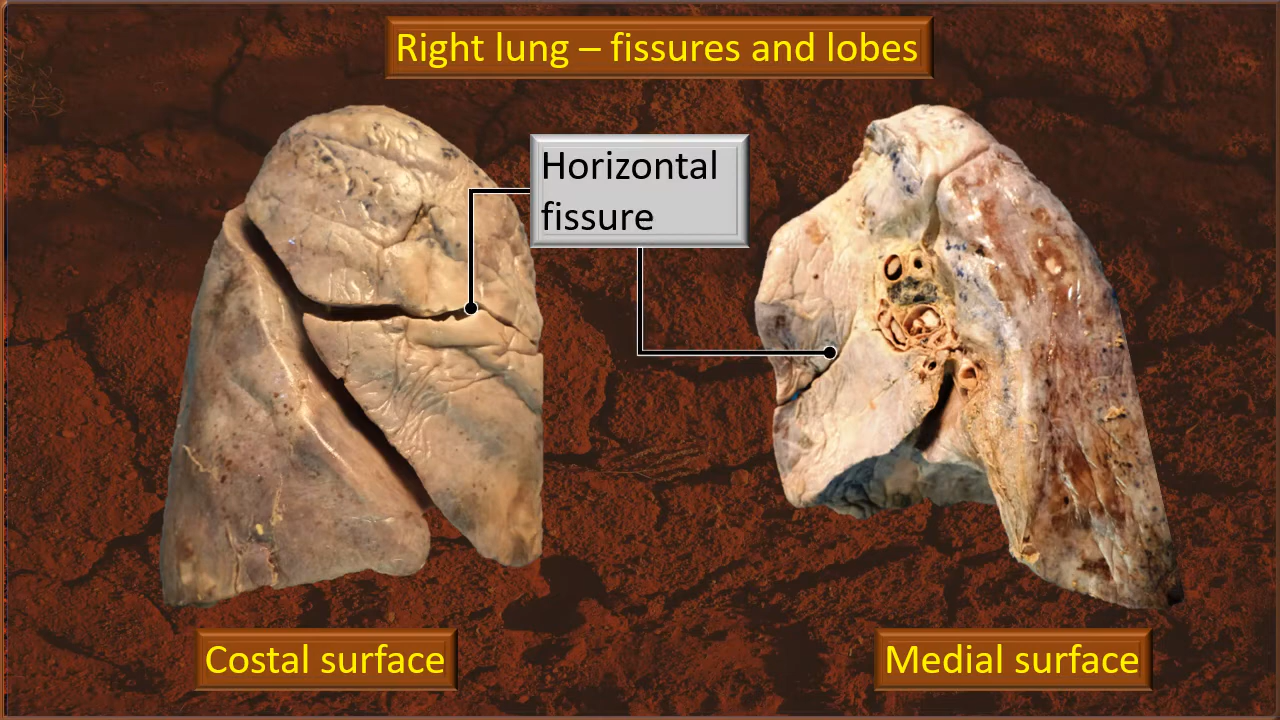 Right lung – fissures and lobes
Horizontal
fissure
Costal surface
Medial surface